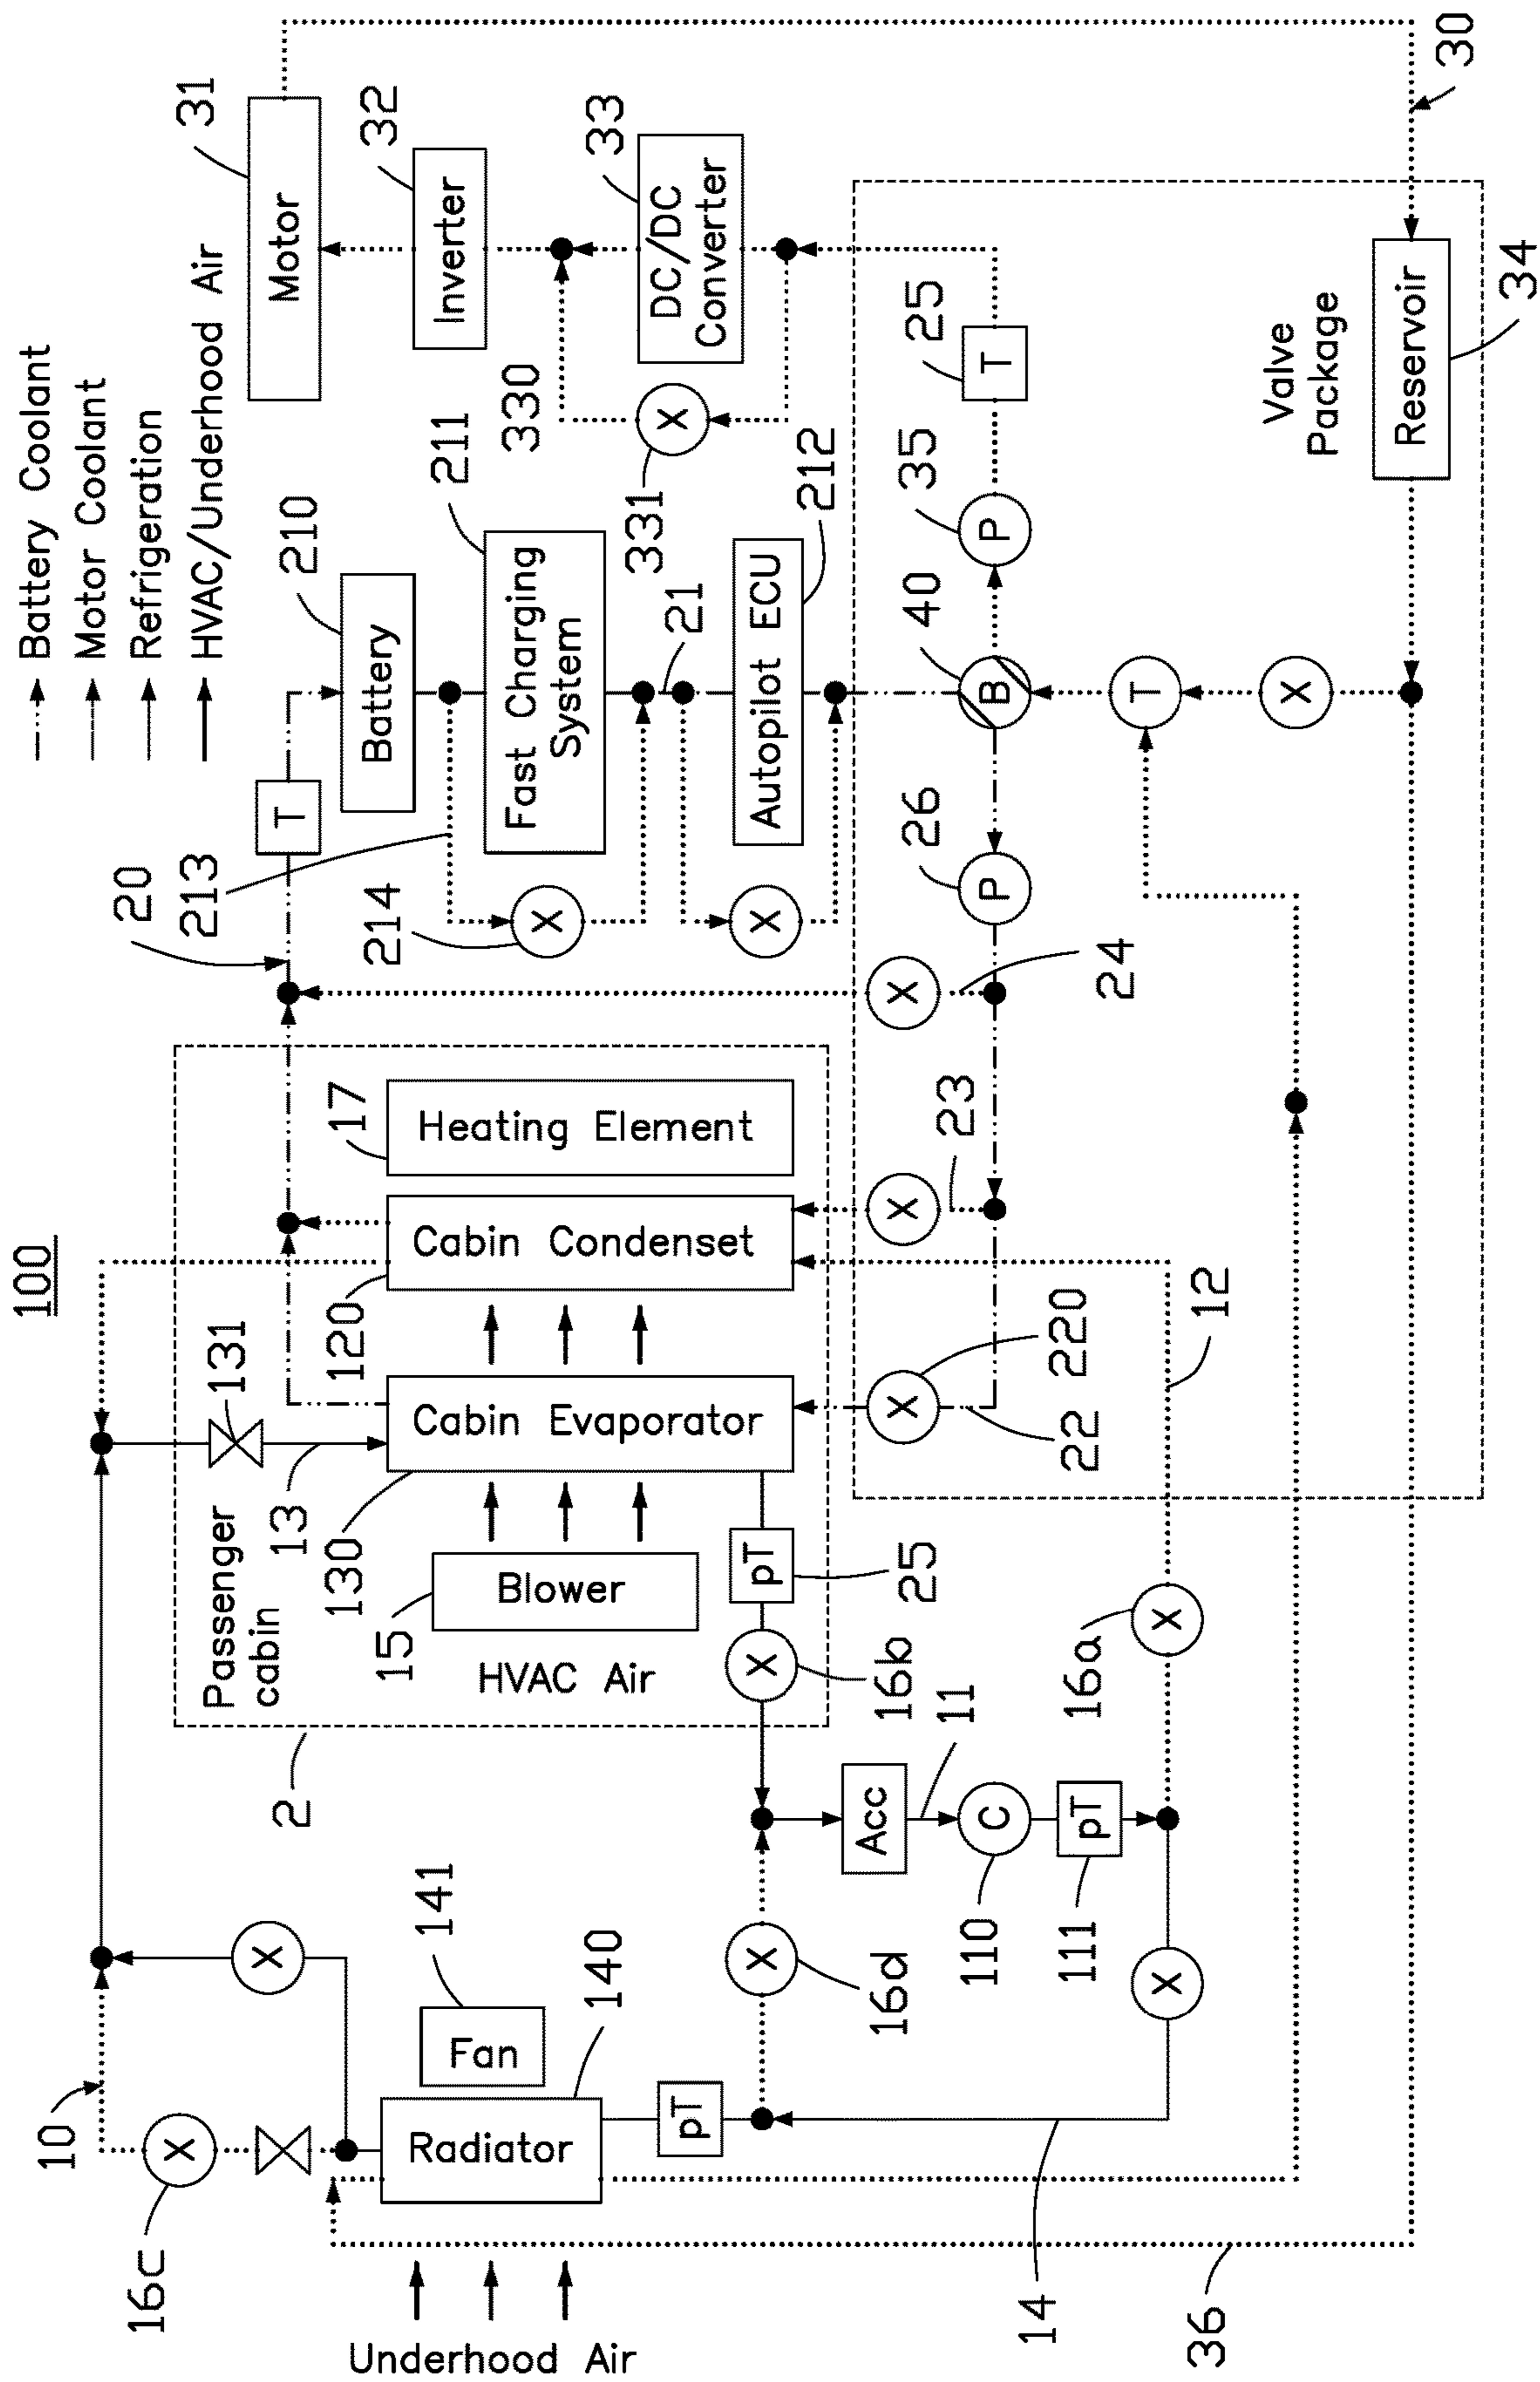 100
Battery Coolant
Motor Coolant
Refrigeration
HVAC/Underhood Air
10
16c
Underhood Air
Radiator
140
Fan
141
X
X
pT
14
36
2
Passenger
cabin
131
13
130
15
Blower
HVAC Air
Cabin Evaporator
120
Cabin Condenset
17
Heating Element
pT
25
X
16b
X
16d
Acc
11
C
110
pT
111
X
X
16a
12
20
213
T
Battery
210
214
X
Fast Charging
System
211
21
X
Autopilot ECU
212
Motor
31
Inverter
32
330
331
X
DC/DC
Converter
33
X
220
22
X
23
X
24
P
26
B
40
P
35
T
25
T
X
Valve
Package
Reservoir
34
30